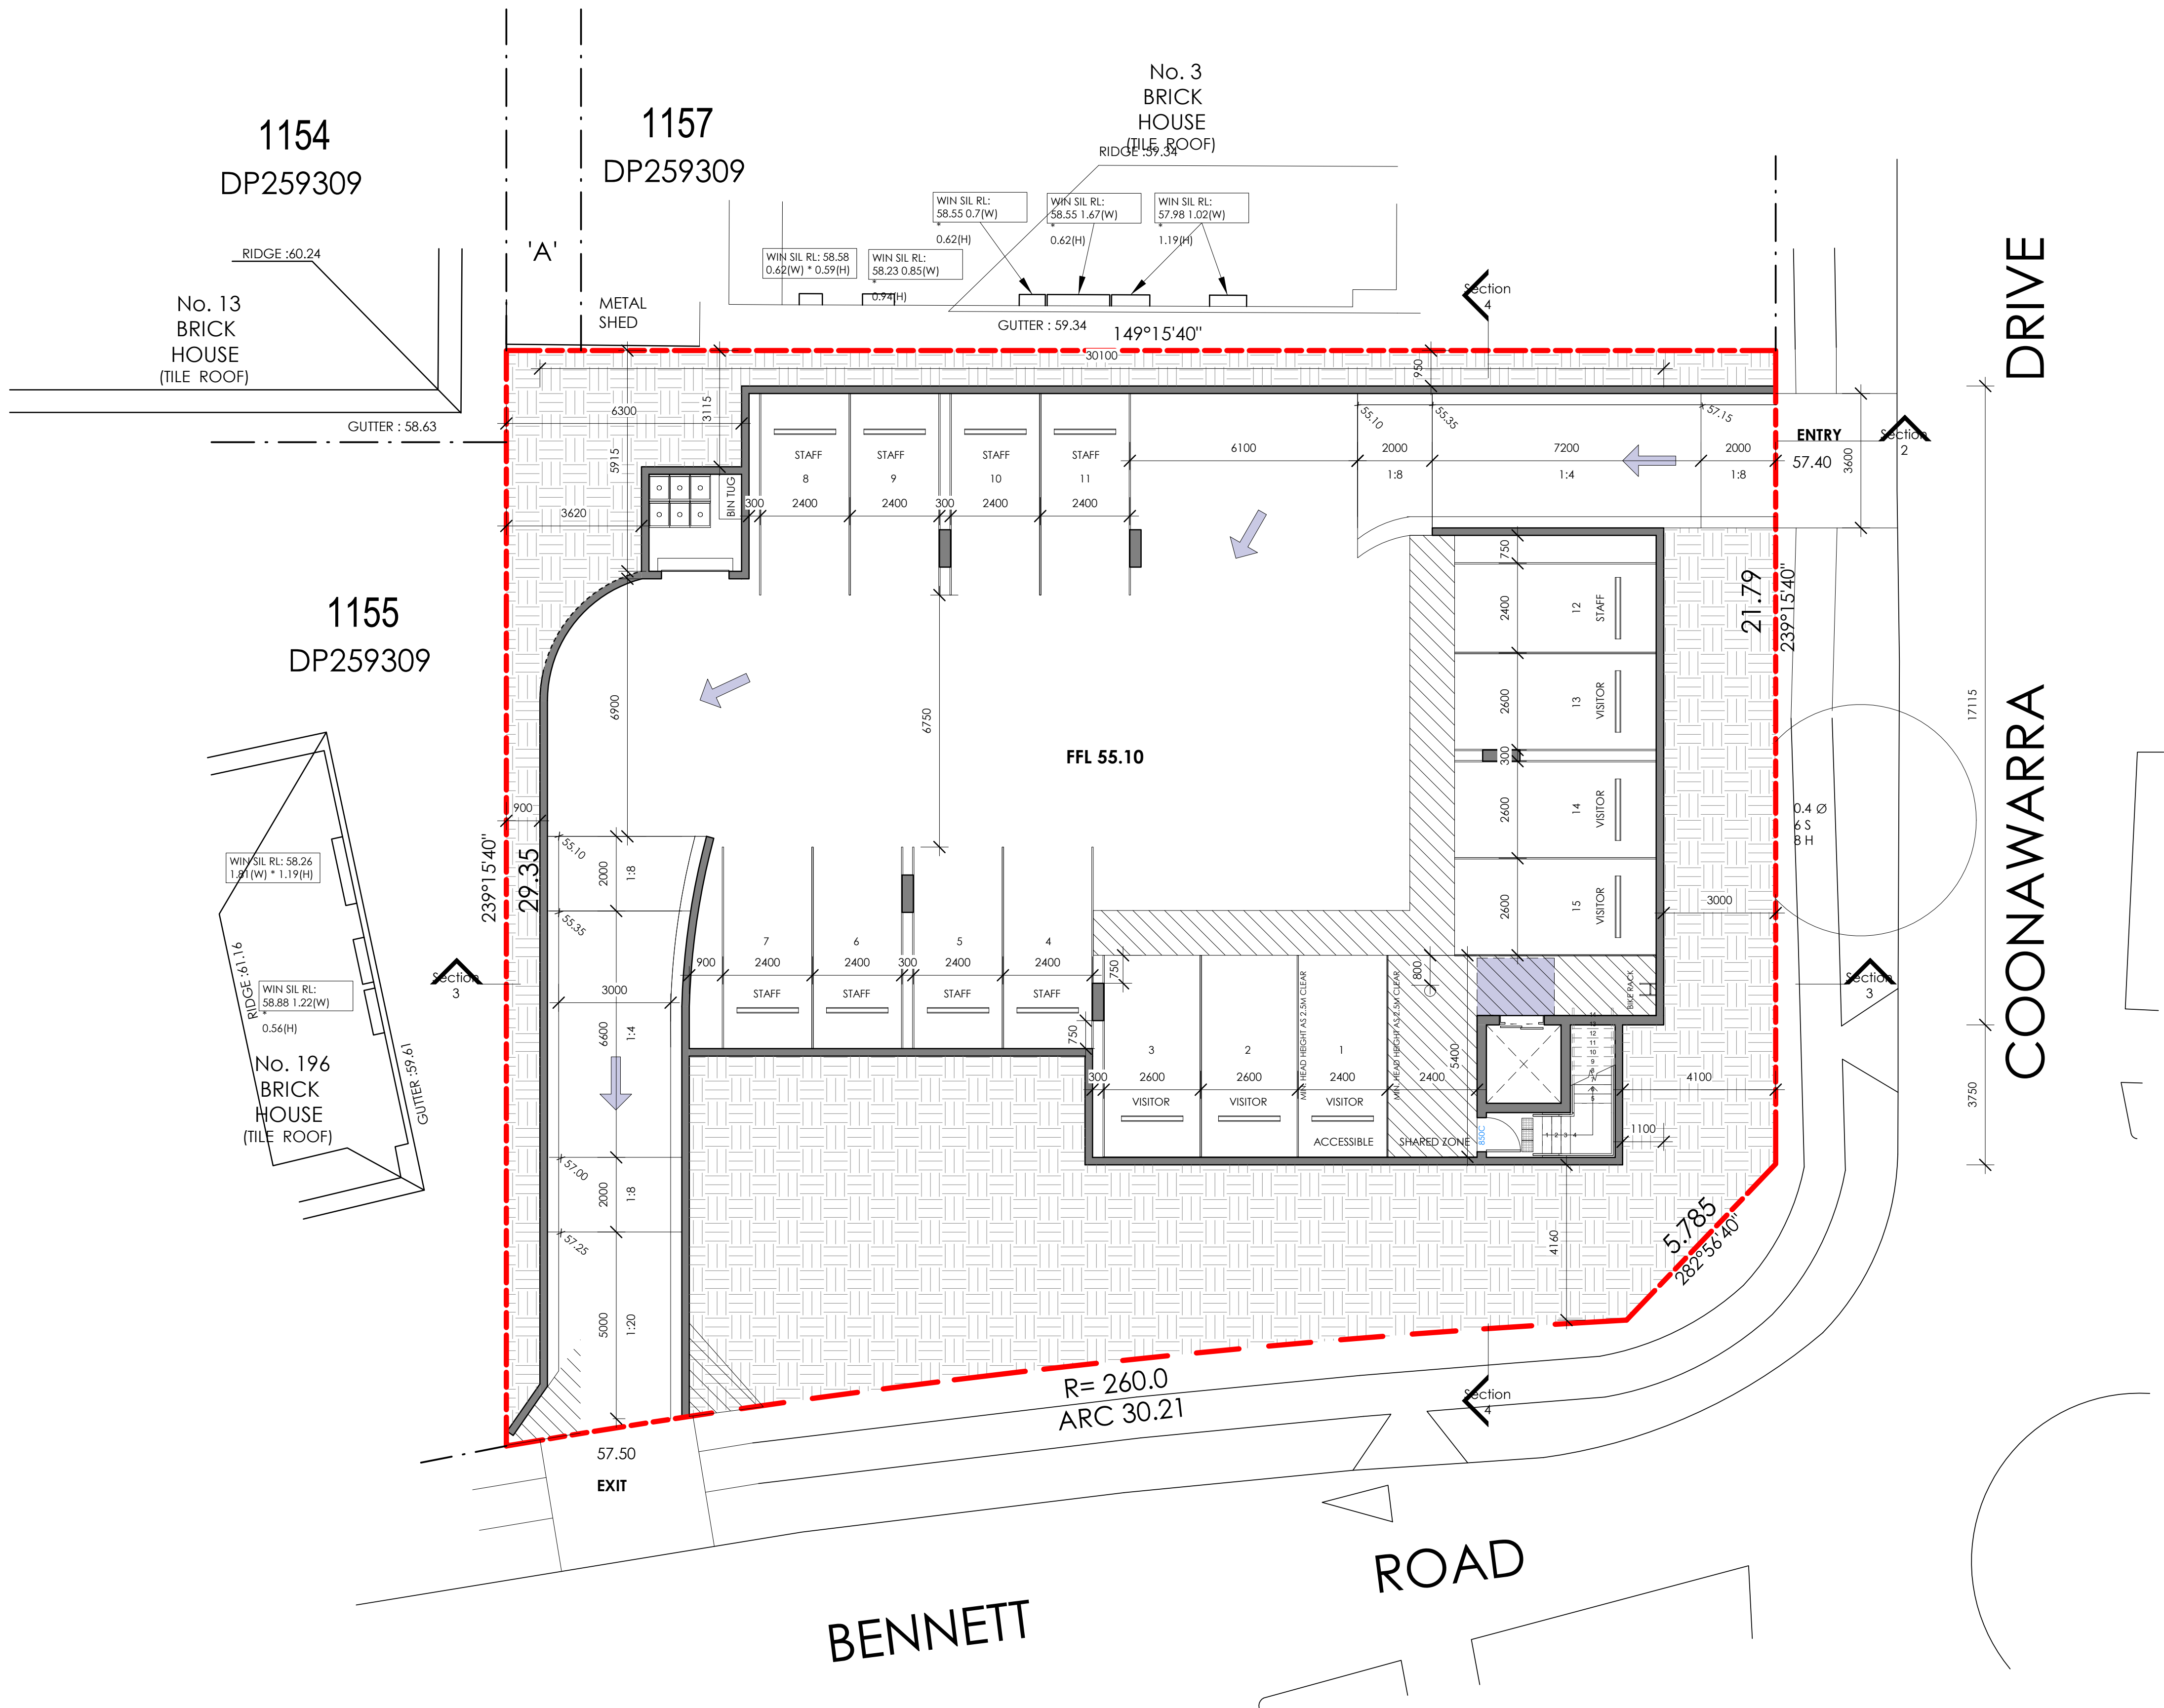 No. 3
BRICK
HOUSE
(TILE ROOF)
RIDGE :59.34
1154
DP259309
1157
DP259309
'A'
RIDGE :60.24
No. 13
BRICK
HOUSE
(TILE ROOF)
GUTTER : 58.63
METAL
SHED
WIN SIL RL: 58.58
0.62(W) * 0.59(H)
WIN SIL RL:
58.23 0.85(W)
*
0.94(H)
WIN SIL RL:
58.55 0.7(W)
*
0.62(H)
WIN SIL RL:
58.55 1.67(W)
*
0.62(H)
WIN SIL RL:
57.98 1.02(W)
*
1.19(H)
GUTTER : 59.34
149°15'40"
30100
Section
4
950
DRIVE
COONAWARRA
6300
3115
5915
3620
BIN TUG
STAFF
8
STAFF
9
STAFF
10
STAFF
11
300
2400
2400
300
2400
2400
6100
2000
1:8
7200
1:4
2000
1:8
55.10
55.35
57.15
ENTRY
57.40
3600
Section
2
1155
DP259309
750
2400
12
STAFF
2600
13
VISITOR
300
2600
14
VISITOR
2600
15
VISITOR
21.79
239°15'40"
17115
3750
6900
6750
FFL 55.10
900
239°15'40"
29.35
55.10
2000
1:8
55.35
3000
6600
1:4
57.00
2000
1:8
57.25
5000
1:20
0.4 Ø
6 S
8 H
3000
WIN SIL RL: 58.26
1.81(W) * 1.19(H)
RIDGE :61.16
WIN SIL RL:
58.88 1.22(W)
*
0.56(H)
GUTTER :59.61
No. 196
BRICK
HOUSE
(TILE ROOF)
Section
3
900
7
2400
STAFF
6
2400
STAFF
300
5
2400
STAFF
4
2400
STAFF
750
750
300
3
2600
VISITOR
2
2600
VISITOR
1
2400
VISITOR
ACCESSIBLE
MIN. HEAD HEIGHT AS 2.5M CLEAR
MIN. HEAD HEIGHT AS 2.5M CLEAR
2400
SHARED ZONE
800
5400
850C
BIKE RACK
13
12
11
10
9
8
7
6
5
1 2 3 4
4100
1100
4160
Section
3
5.785
282°56'40"
R= 260.0
ARC 30.21
Section
4
57.50
EXIT
BENNETT
ROAD